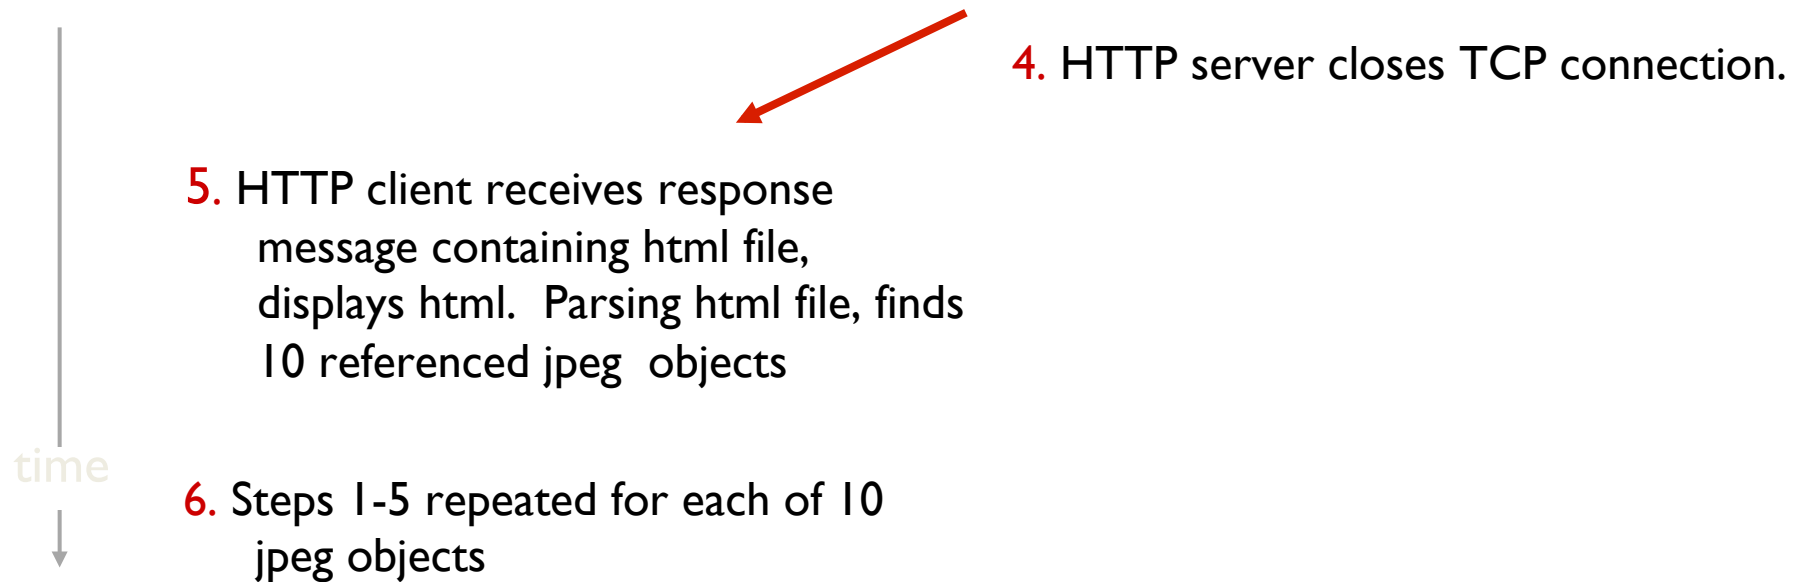 4. HTTP server closes TCP connection.
5. HTTP client receives response
message containing html file,
displays html.  Parsing html file, finds
10 referenced jpeg  objects
time
6. Steps 1-5 repeated for each of 10
jpeg objects